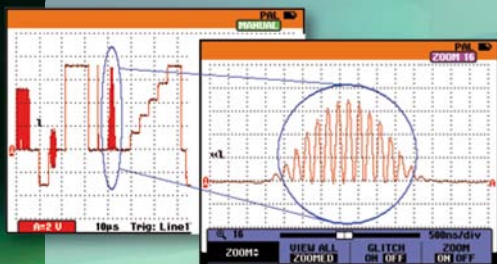 PAL
MANUAL
A
A=2 V 10µs Trig: Line1
PAL
ZOOM 16
A A
16 500ns/div
ZOOM VIEW ALL GLITCH ZOOM
ZOOMED ON OFF ON OFF